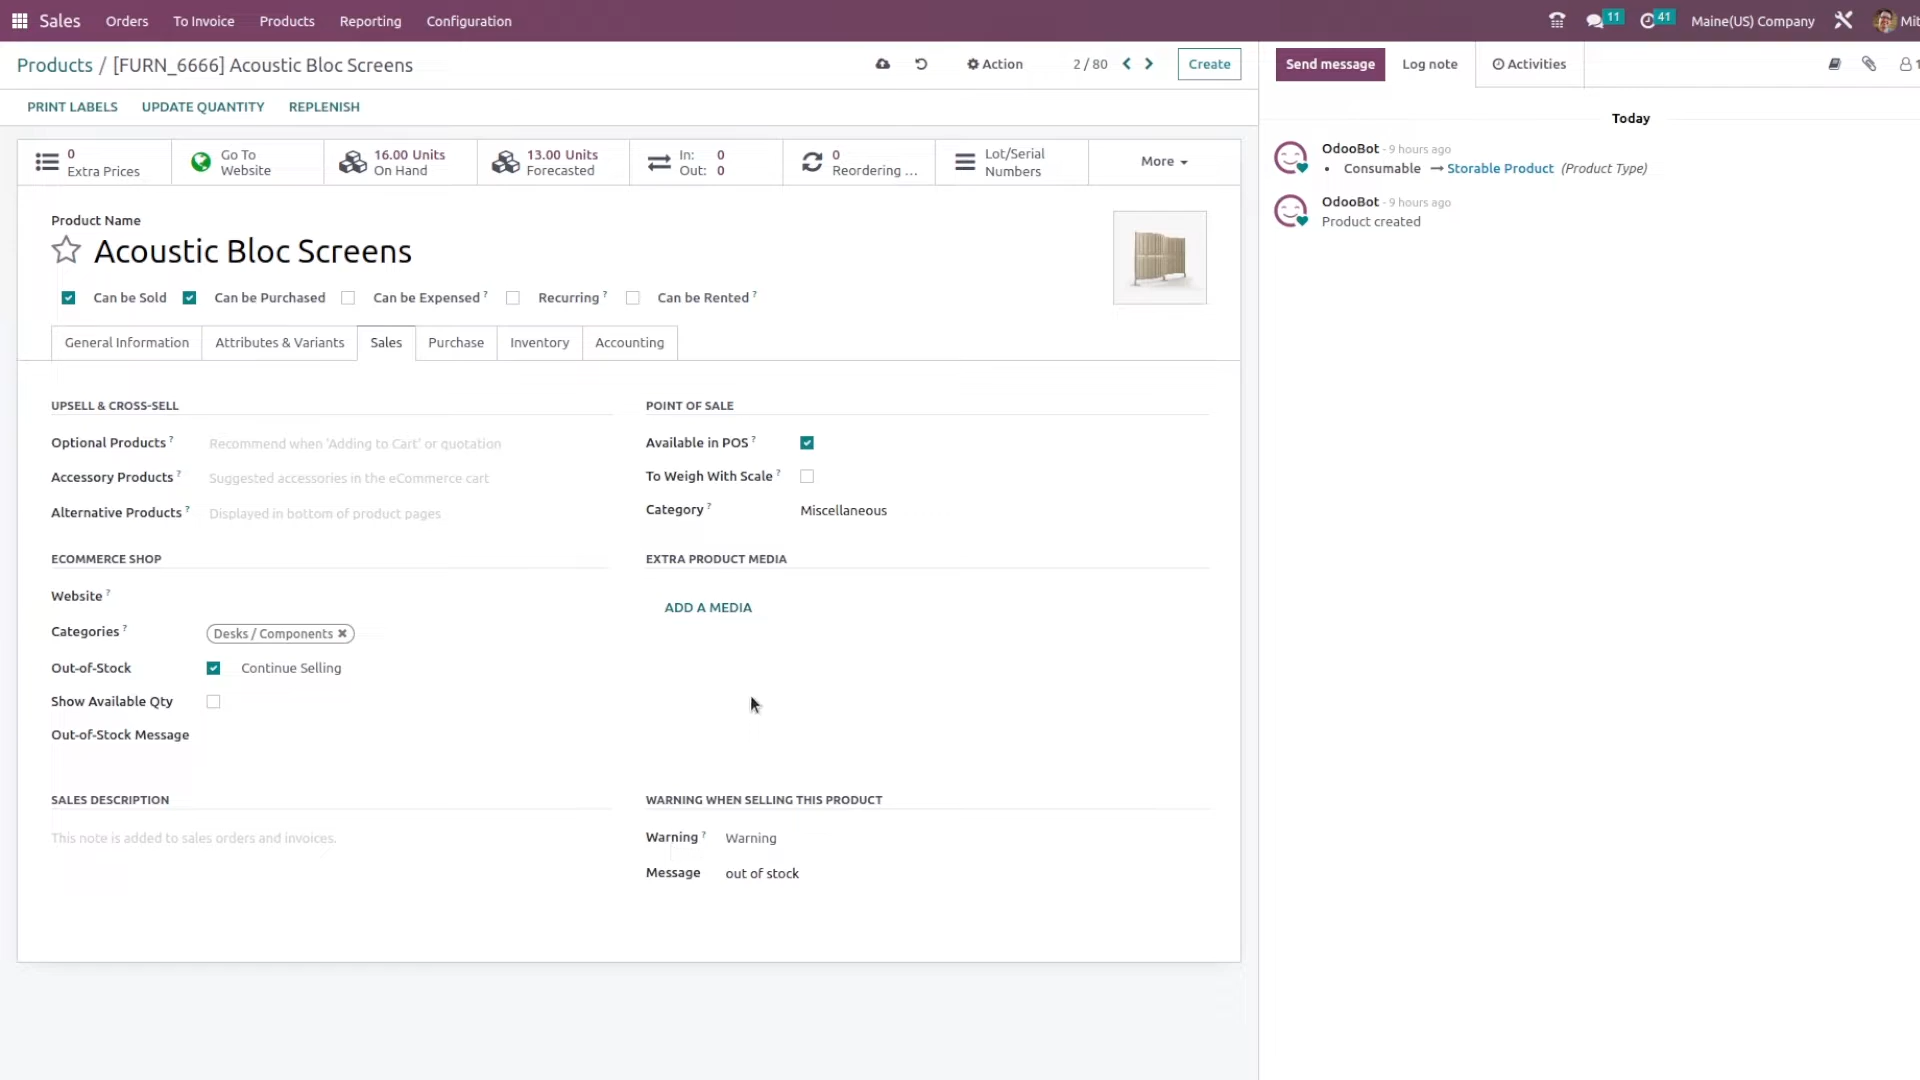 Sales Orders To Invoice Products Reporting Configuration 11 41 Maine(US) Company Mit
Products / [FURN_6666] Acoustic Bloc Screens Action 2 / 80 Create Send message Log note Activities 1
PRINT LABELS UPDATE QUANTITY REPLENISH
Today
0
Extra Prices
Go To
Website
16.00 Units
On Hand
13.00 Units
Forecasted
In: 0
Out: 0
0
Reordering ...
Lot/Serial
Numbers
More
OdooBot - 9 hours ago
• Consumable → Storable Product (Product Type)
OdooBot - 9 hours ago
Product created
Product Name
Acoustic Bloc Screens
Can be Sold Can be Purchased Can be Expensed ? Recurring ? Can be Rented ?
General Information Attributes & Variants Sales Purchase Inventory Accounting
UPSELL & CROSS-SELL
Optional Products ? Recommend when 'Adding to Cart' or quotation
Accessory Products ? Suggested accessories in the eCommerce cart
Alternative Products ? Displayed in bottom of product pages
POINT OF SALE
Available in POS ?
To Weigh With Scale ?
Category ? Miscellaneous
ECOMMERCE SHOP
Website ?
Categories ? Desks / Components ✖
Out-of-Stock Continue Selling
Show Available Qty
Out-of-Stock Message
EXTRA PRODUCT MEDIA
ADD A MEDIA
SALES DESCRIPTION
This note is added to sales orders and invoices.
WARNING WHEN SELLING THIS PRODUCT
Warning ? Warning
Message out of stock